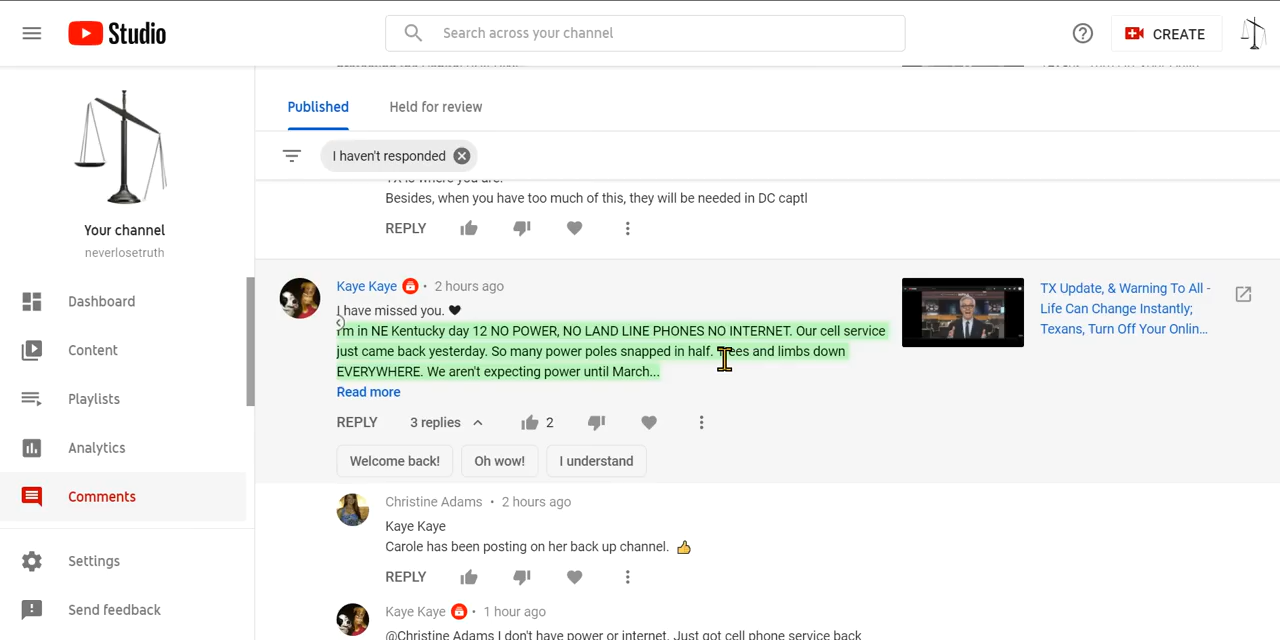 Studio
Search across your channel
CREATE
Published
Held for review
I haven't responded
Your channel
neverlosetruth
Dashboard
Content
Playlists
Analytics
Comments
Settings
Send feedback
TX is where you are.
Besides, when you have too much of this, they will be needed in DC captl
REPLY
Kaye Kaye • 2 hours ago
I have missed you. 🖤
I'm in NE Kentucky day 12 NO POWER, NO LAND LINE PHONES NO INTERNET. Our cell service
just came back yesterday. So many power poles snapped in half. Trees and limbs down
EVERYWHERE. We aren't expecting power until March...
Read more
REPLY 3 replies 2
Welcome back! Oh wow! I understand
TX Update, & Warning To All -
Life Can Change Instantly;
Texans, Turn Off Your Onlin...
Christine Adams • 2 hours ago
Kaye Kaye
Carole has been posting on her back up channel. 👍
REPLY
Kaye Kaye • 1 hour ago
@Christine Adams I don't have power or internet. Just got cell phone service back